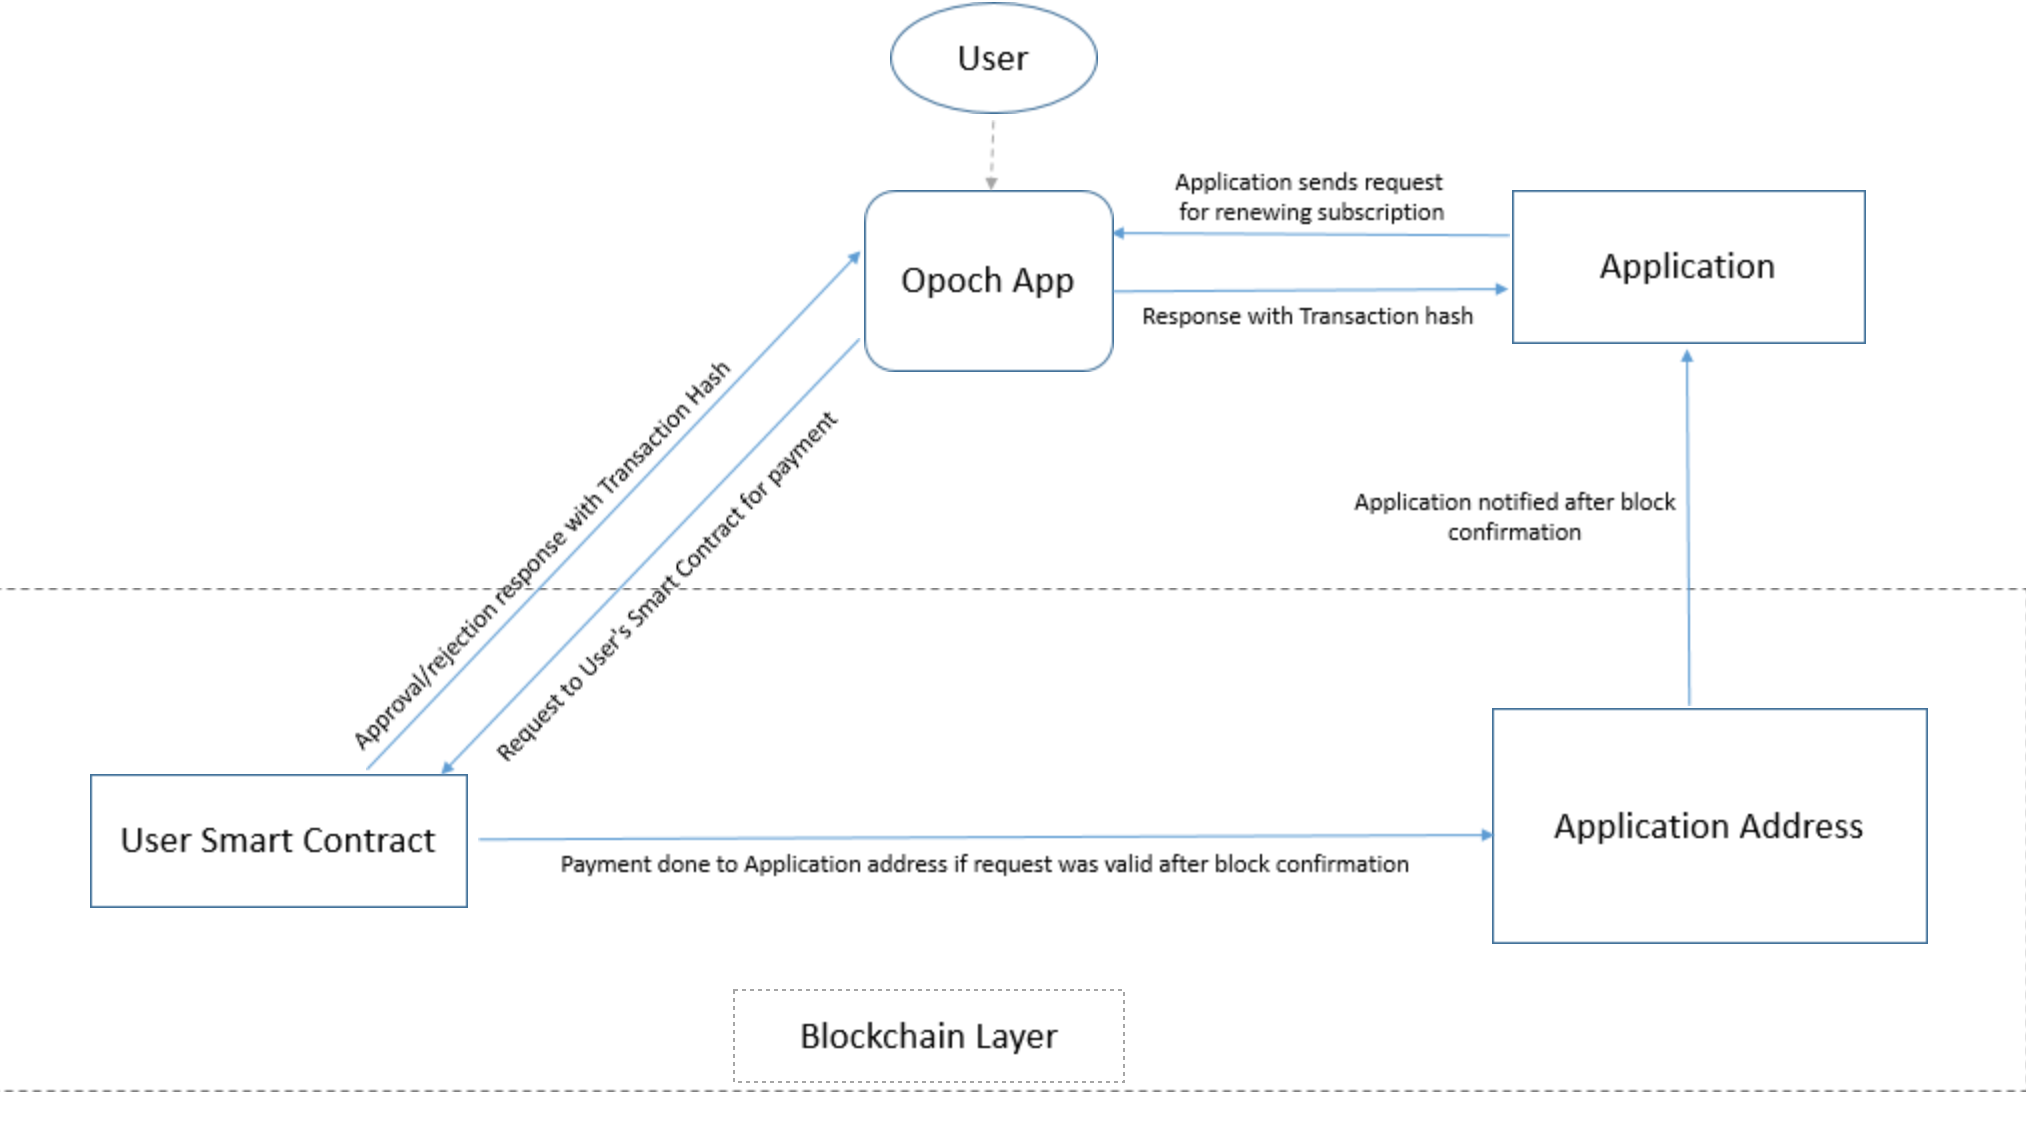 User
Application sends request
for renewing subscription
Opoch App
Application
Response with Transaction hash
Approval/rejection response with Transaction Hash
Request to User's Smart Contract for payment
Application notified after block
confirmation
User Smart Contract
Application Address
Payment done to Application address if request was valid after block confirmation
Blockchain Layer